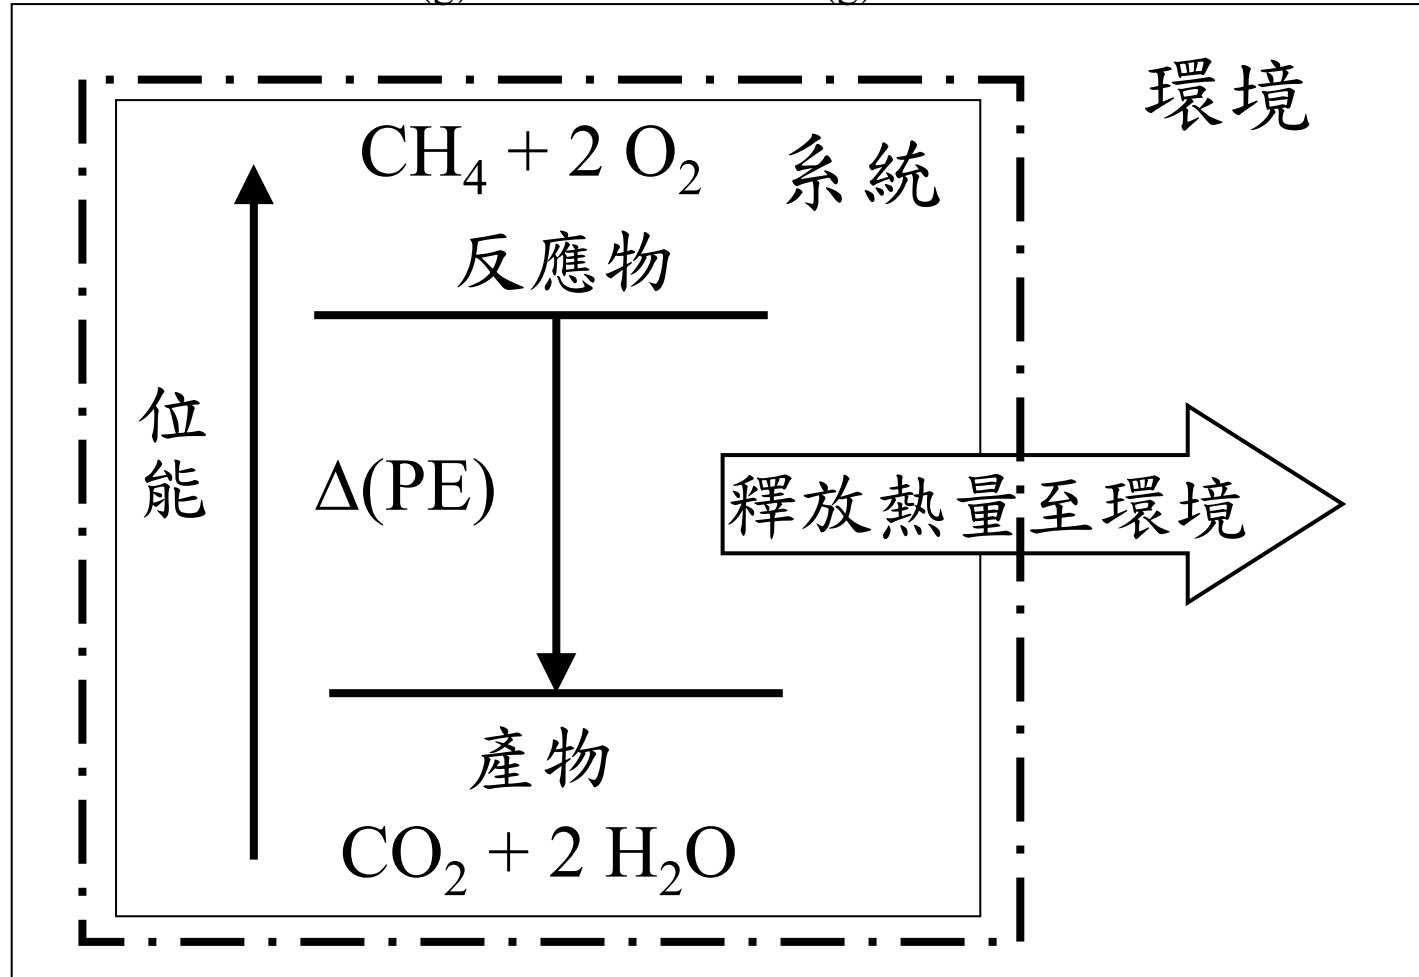 環境
CH₄ + 2 O₂
系統
反應物
位能
Δ(PE)
釋放熱量至環境
產物
CO₂ + 2 H₂O